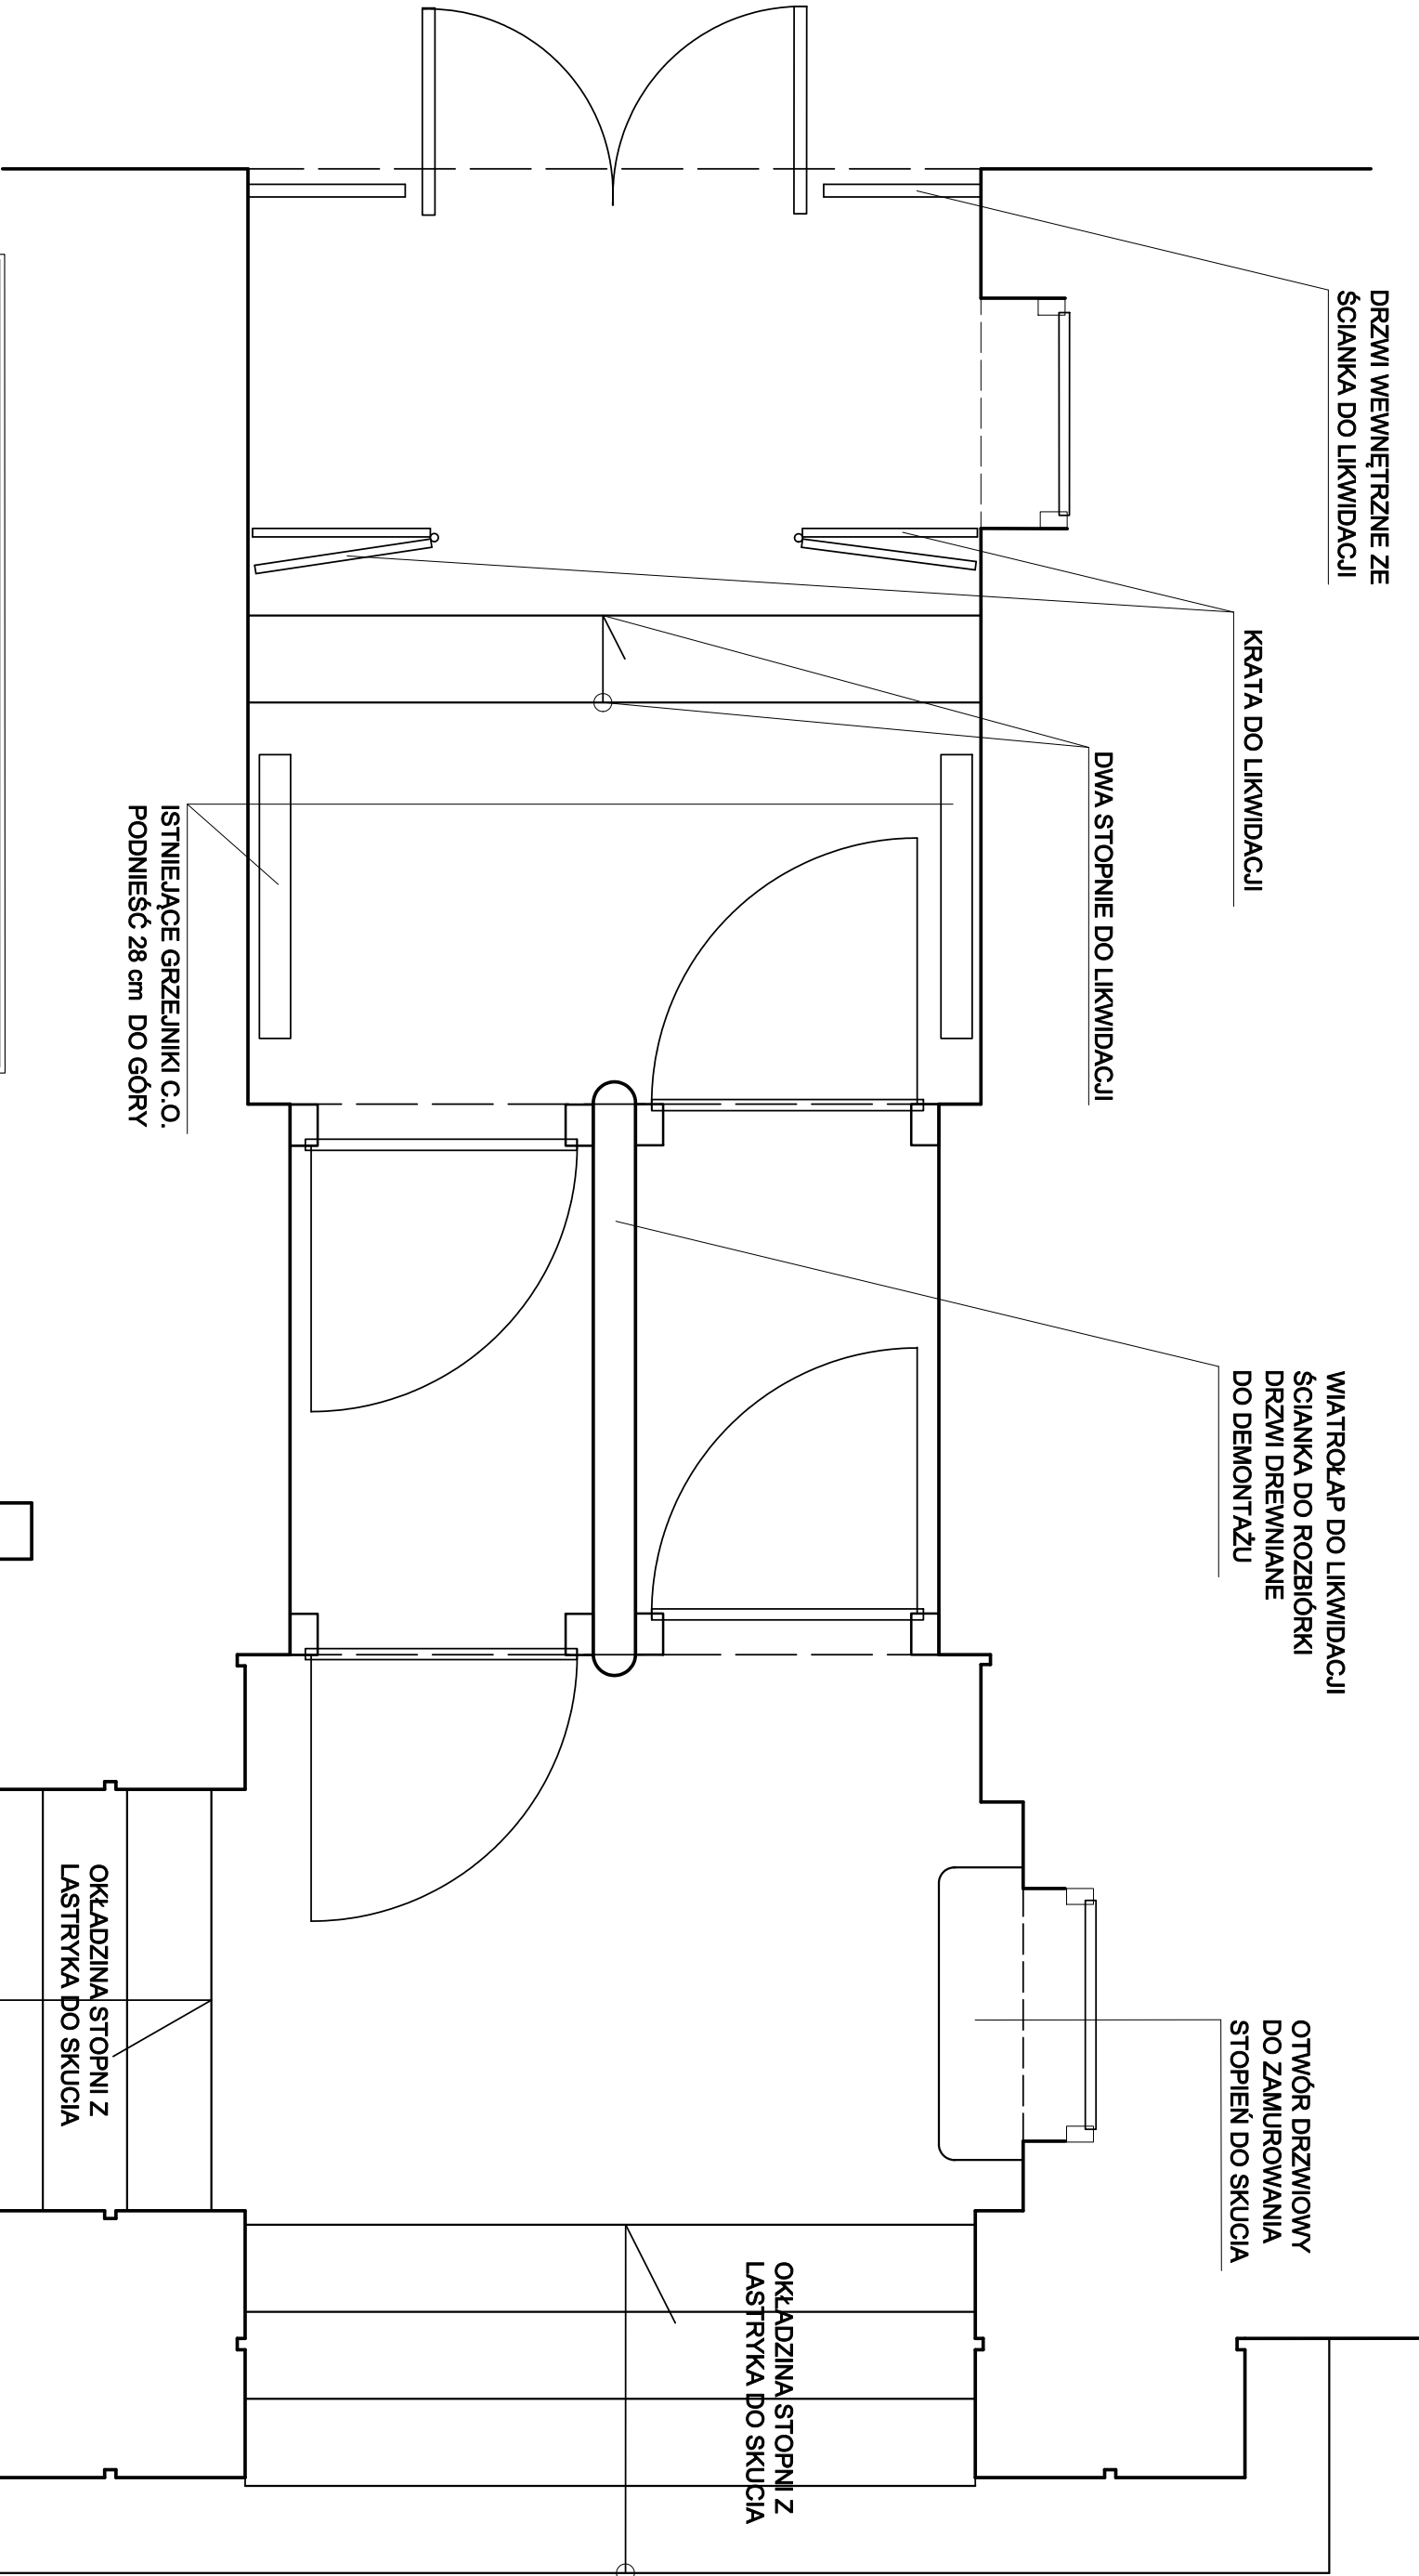 DRZWI WEWNĘTRZNE ZE
ŚCIANKA DO LIKWIDACJI
KRATA DO LIKWIDACJI
DWA STOPNIE DO LIKWIDACJI
ISTNIEJĄCE GRZEJNIKI C.O.
PODNIEŚĆ 28 cm DO GÓRY
WIATROŁAP DO LIKWIDACJI
ŚCIANKA DO ROZBIÓRKI
DRZWI DREWNIANE
DO DEMONTAŻU
OTWÓR DRZWIOWY
DO ZAMUROWANIA
STOPIEŃ DO SKUCIA
OKŁADZINA STOPNI Z
LASTRYKA DO SKUCIA
OKŁADZINA STOPNI Z
LASTRYKA DO SKUCIA